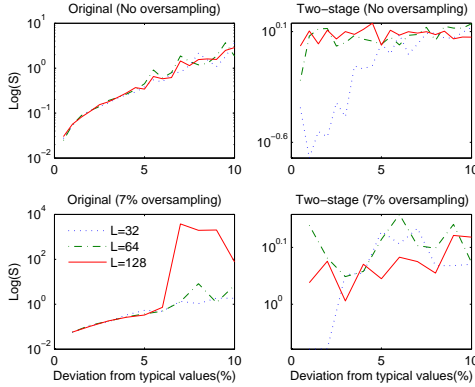 Original (No oversampling)
Two−stage (No oversampling)
Log(S)
10^1
10^0
10^−1
10^−2
0
5
10
10^0.1
10^−0.6
0
5
10
Original (7% oversampling)
Two−stage (7% oversampling)
Log(S)
10^4
10^2
10^0
10^−2
L=32
L=64
L=128
0
5
10
Deviation from typical values(%)
10^0.1
10^0
0
5
10
Deviation from typical values(%)